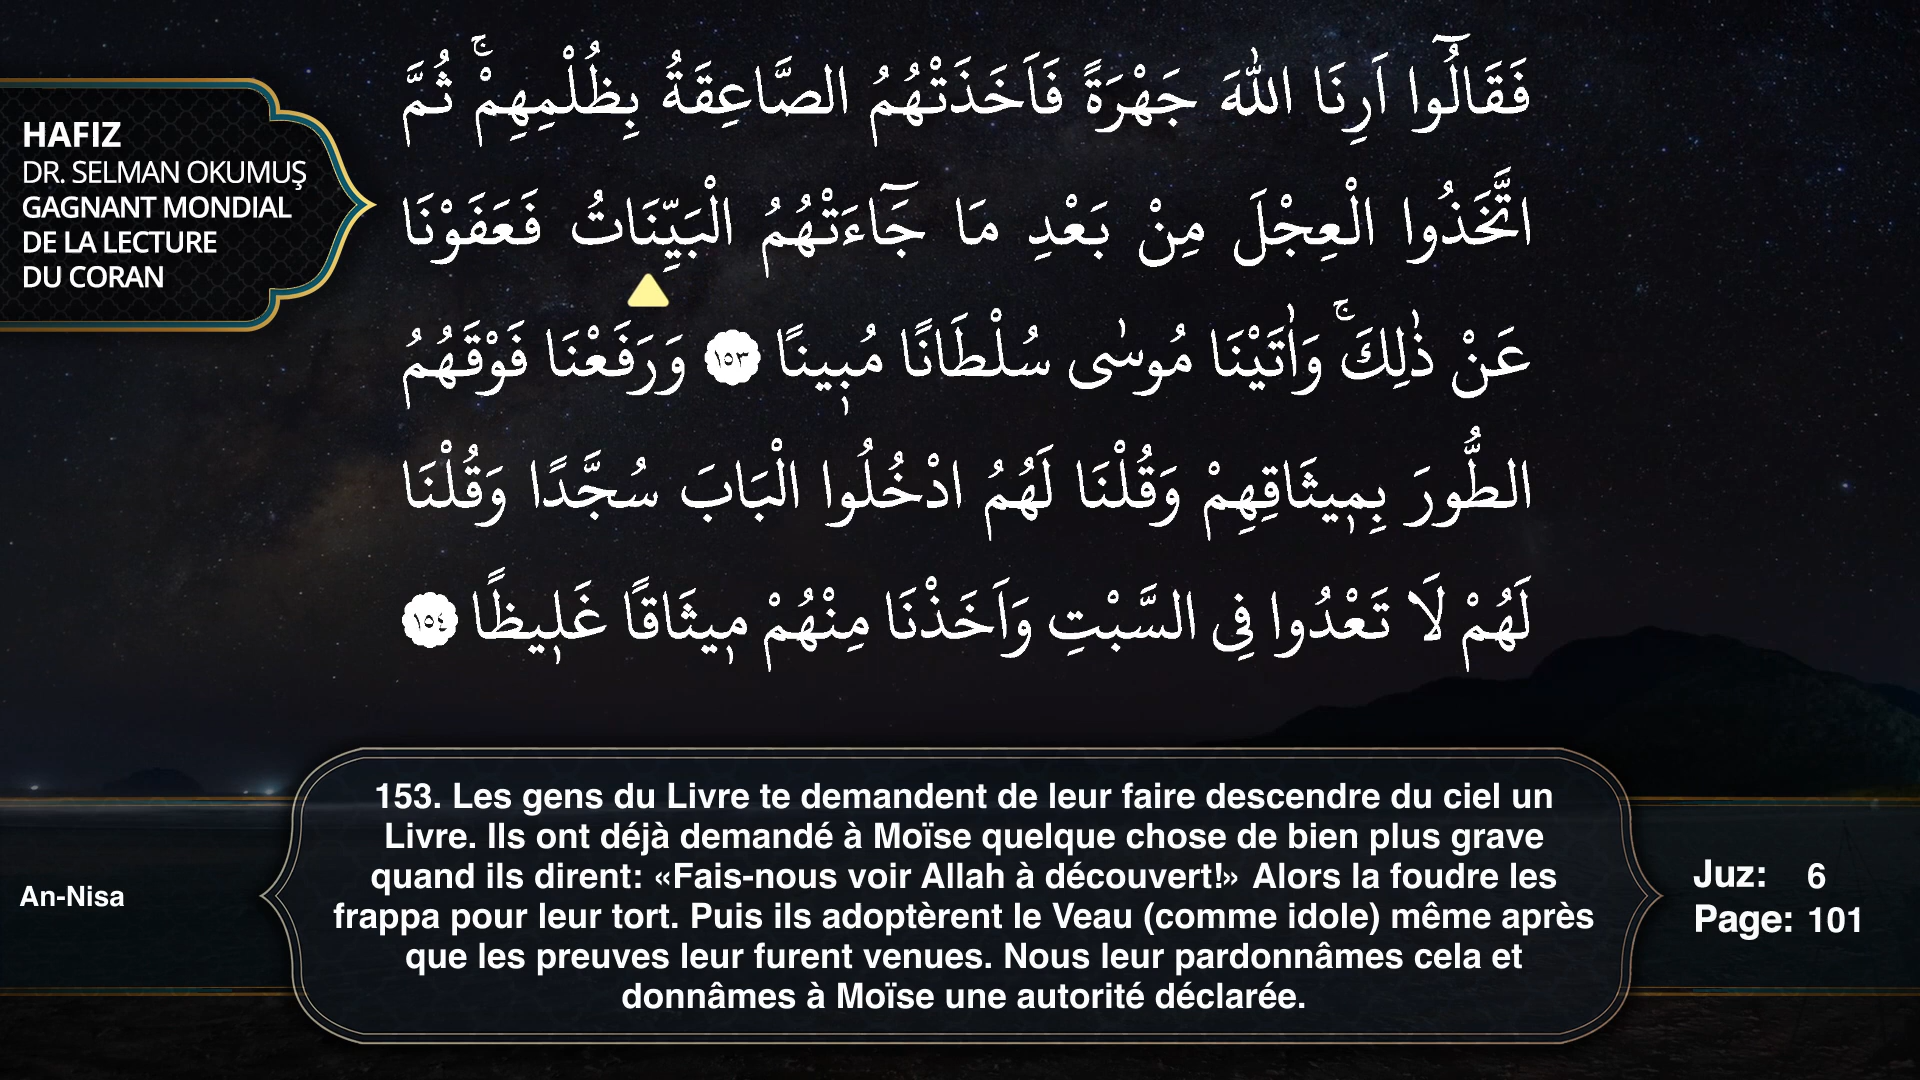 فَقَالُٓوا اَرِنَا اللّٰهَ جَهْرَةً فَاَخَذَتْهُمُ الصَّاعِقَةُ بِظُلْمِهِمْۚ ثُمَّ
اتَّخَذُوا الْعِجْلَ مِنْ بَعْدِ مَا جَٓاءَتْهُمُ الْبَيِّنَاتُ فَعَفَوْنَا
عَنْ ذٰلِكَۚ وَاٰتَيْنَا مُوسٰى سُلْطَانًا مُبٖينًا ١٥٣ وَرَفَعْنَا فَوْقَهُمُ
الطُّورَ بِمٖيثَاقِهِمْ وَقُلْنَا لَهُمُ ادْخُلُوا الْبَابَ سُجَّدًا وَقُلْنَا
لَهُمْ لَا تَعْدُوا فِى السَّبْتِ وَاَخَذْنَا مِنْهُمْ مٖيثَاقًا غَلٖيظًا ١٥٤
HAFIZ
DR. SELMAN OKUMUŞ
GAGNANT MONDIAL
DE LA LECTURE
DU CORAN
153. Les gens du Livre te demandent de leur faire descendre du ciel un
Livre. Ils ont déjà demandé à Moïse quelque chose de bien plus grave
quand ils dirent: «Fais-nous voir Allah à découvert!» Alors la foudre les
frappa pour leur tort. Puis ils adoptèrent le Veau (comme idole) même après
que les preuves leur furent venues. Nous leur pardonnâmes cela et
donnâmes à Moïse une autorité déclarée.
An-Nisa
Juz: 6
Page: 101